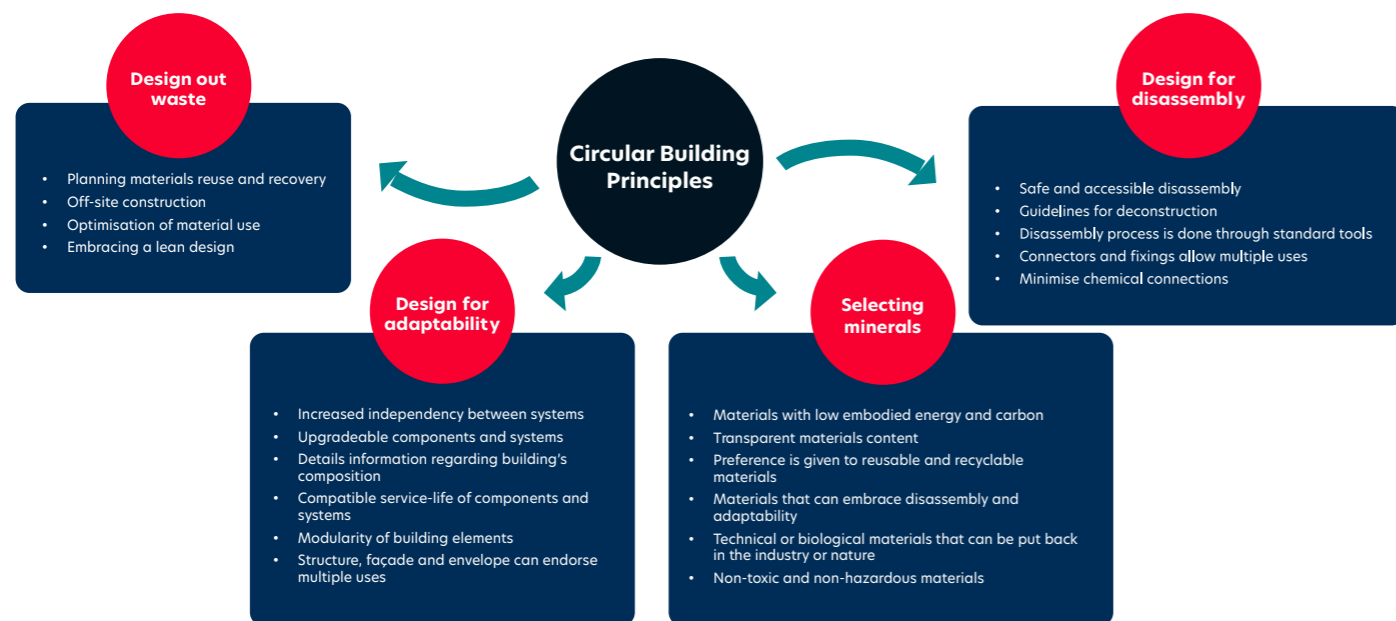 Circular Building
Principles
Design out
waste
• Planning materials reuse and recovery
• Off-site construction
• Optimisation of material use
• Embracing a lean design
Design for
adaptability
• Increased independency between systems
• Upgradeable components and systems
• Details information regarding building's
composition
• Compatible service-life of components and
systems
• Modularity of building elements
• Structure, façade and envelope can endorse
multiple uses
Selecting
minerals
• Materials with low embodied energy and carbon
• Transparent materials content
• Preference is given to reusable and recyclable
materials
• Materials that can embrace disassembly and
adaptability
• Technical or biological materials that can be put back
in the industry or nature
• Non-toxic and non-hazardous materials
Design for
disassembly
• Safe and accessible disassembly
• Guidelines for deconstruction
• Disassembly process is done through standard tools
• Connectors and fixings allow multiple uses
• Minimise chemical connections